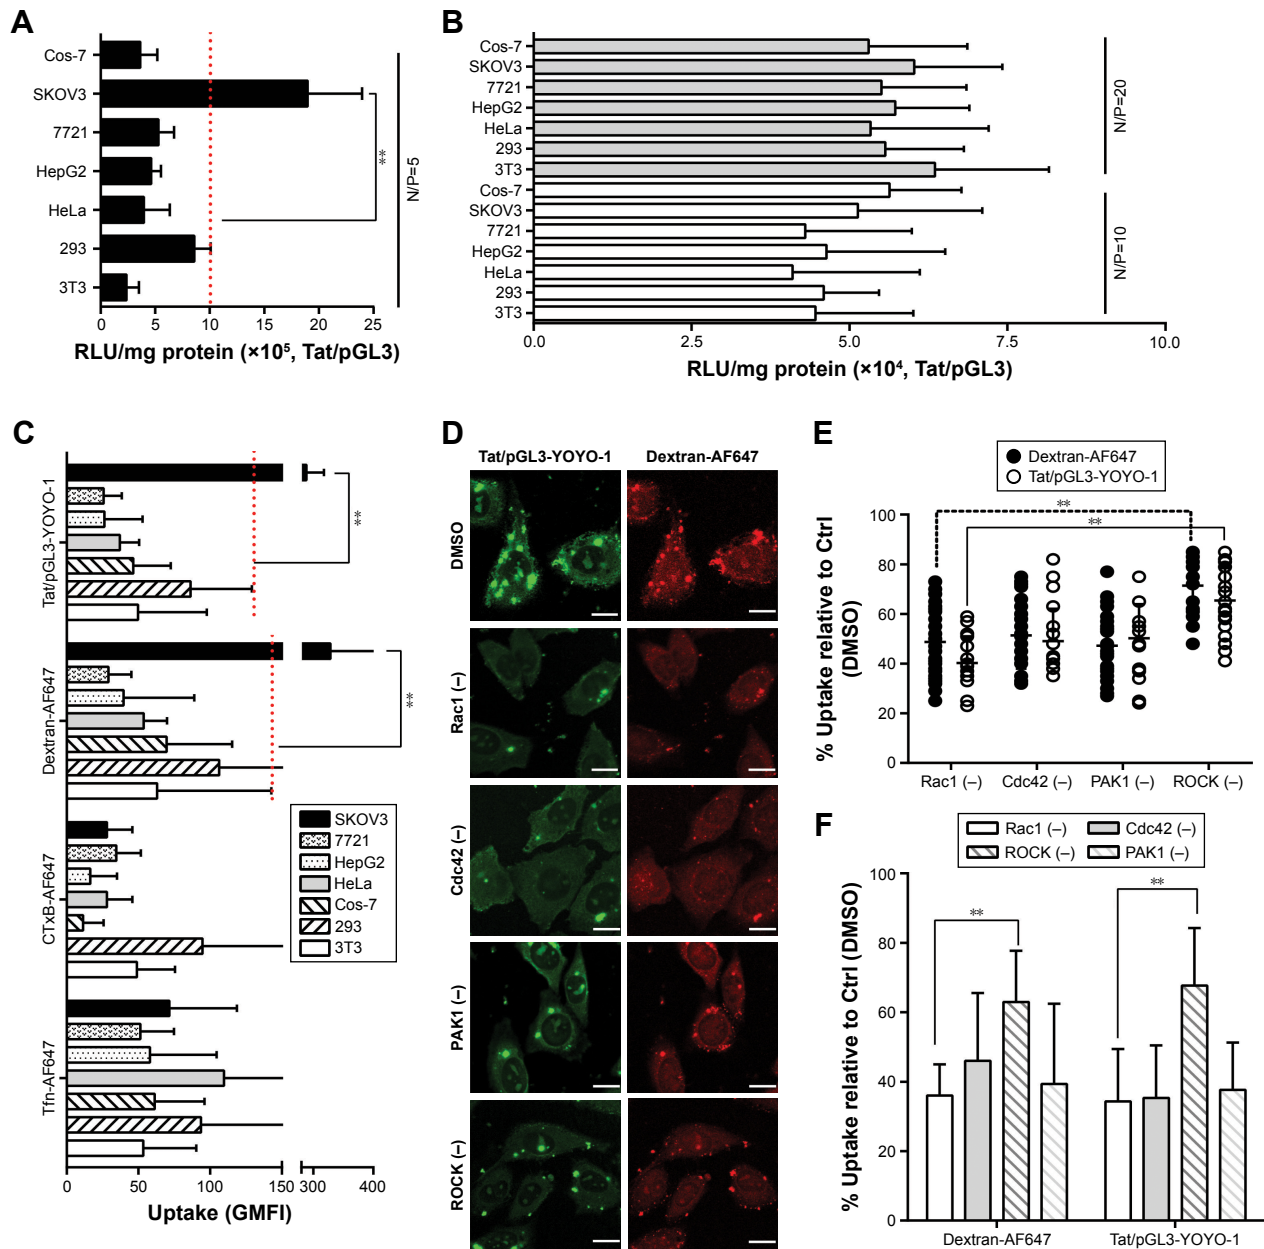 A
Cos-7
SKOV3
7721
HepG2
HeLa
293
3T3
**
N/P=5
0 5 10 15 20 25
RLU/mg protein (×10⁵, Tat/pGL3)
B
Cos-7
SKOV3
7721
HepG2
HeLa
293
3T3
Cos-7
SKOV3
7721
HepG2
HeLa
293
3T3
N/P=20
N/P=10
0.0 2.5 5.0 7.5 10.0
RLU/mg protein (×10⁴, Tat/pGL3)
C
Tat/pGL3-YOYO-1
**
Dextran-AF647
**
CTxB-AF647
Tfn-AF647
SKOV3
7721
HepG2
HeLa
Cos-7
293
3T3
0 50 100 150 300 400
Uptake (GMFI)
D
Tat/pGL3-YOYO-1 Dextran-AF647
DMSO
Rac1 (–)
Cdc42 (–)
PAK1 (–)
ROCK (–)
E
Dextran-AF647
Tat/pGL3-YOYO-1
**
**
% Uptake relative to Ctrl
(DMSO)
100
80
60
40
20
0
Rac1 (–) Cdc42 (–) PAK1 (–) ROCK (–)
F
Rac1 (–) Cdc42 (–)
ROCK (–) PAK1 (–)
**
**
% Uptake relative to Ctrl (DMSO)
100
80
60
40
20
0
Dextran-AF647 Tat/pGL3-YOYO-1